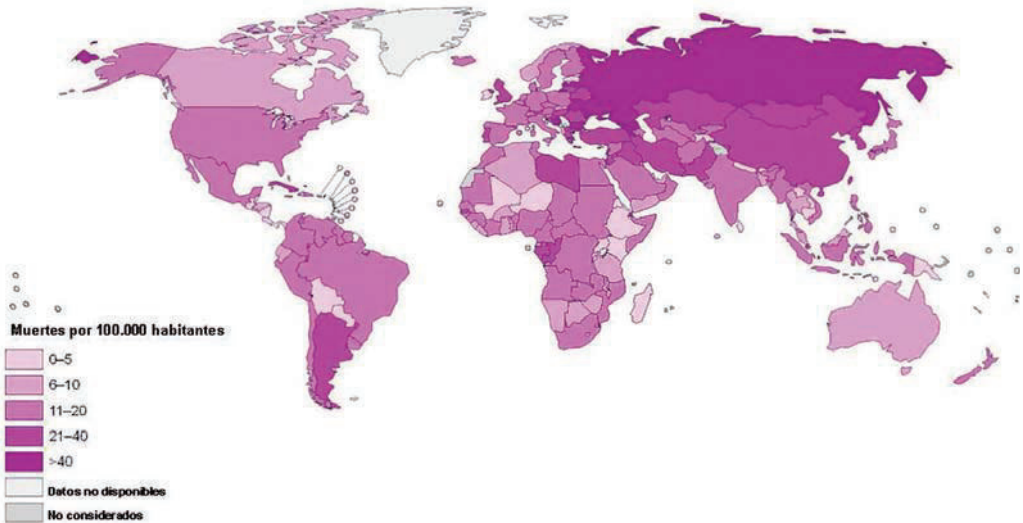 Muertes por 100.000 habitantes
0–5
6–10
11–20
21–40
>40
Datos no disponibles
No considerados